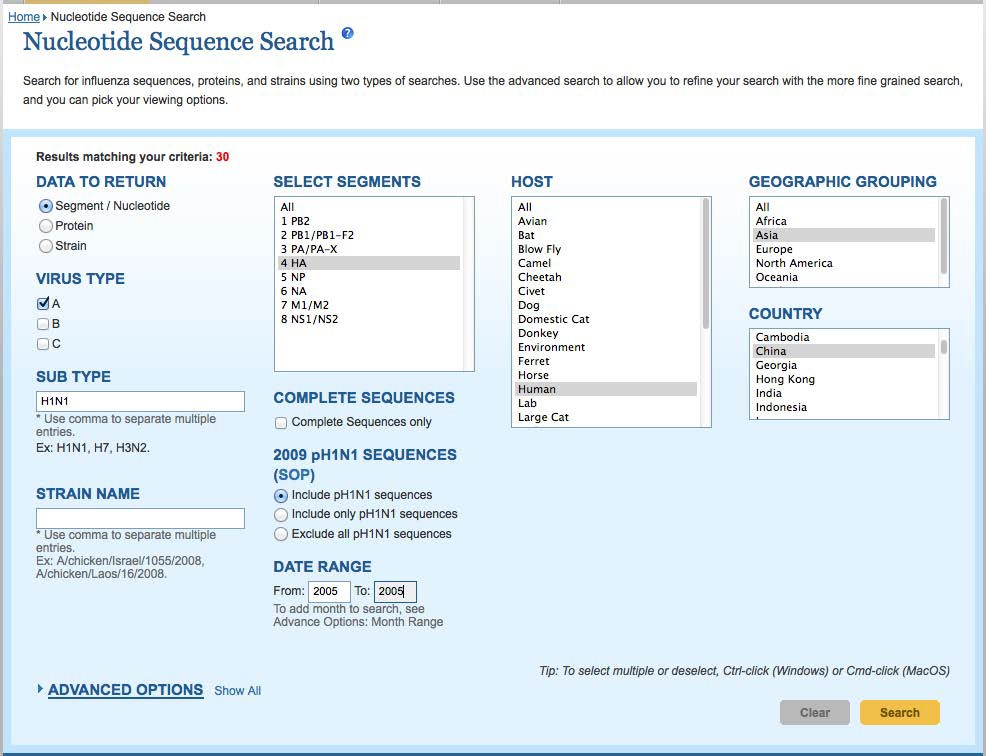 Home Nucleotide Sequence Search
Nucleotide Sequence Search ?
Search for influenza sequences, proteins, and strains using two types of searches. Use the advanced search to allow you to refine your search with the more fine grained search,
and you can pick your viewing options.
Results matching your criteria: 30
DATA TO RETURN
Segment / Nucleotide
Protein
Strain
VIRUS TYPE
A
B
C
SUB TYPE
H1N1
* Use comma to separate multiple
entries.
Ex: H1N1, H7, H3N2.
STRAIN NAME
* Use comma to separate multiple
entries.
Ex: A/chicken/Israel/1055/2008,
A/chicken/Laos/16/2008.
SELECT SEGMENTS
All
1 PB2
2 PB1/PB1-F2
3 PA/PA-X
4 HA
5 NP
6 NA
7 M1/M2
8 NS1/NS2
COMPLETE SEQUENCES
Complete Sequences only
2009 pH1N1 SEQUENCES
(SOP)
Include pH1N1 sequences
Include only pH1N1 sequences
Exclude all pH1N1 sequences
DATE RANGE
From: 2005 To: 2005
To add month to search, see
Advance Options: Month Range
HOST
All
Avian
Bat
Blow Fly
Camel
Cheetah
Civet
Dog
Domestic Cat
Donkey
Environment
Ferret
Horse
Human
Lab
Large Cat
GEOGRAPHIC GROUPING
All
Africa
Asia
Europe
North America
Oceania
COUNTRY
Cambodia
China
Georgia
Hong Kong
India
Indonesia
Tip: To select multiple or deselect, Ctrl-click (Windows) or Cmd-click (MacOS)
ADVANCED OPTIONS Show All
Clear Search